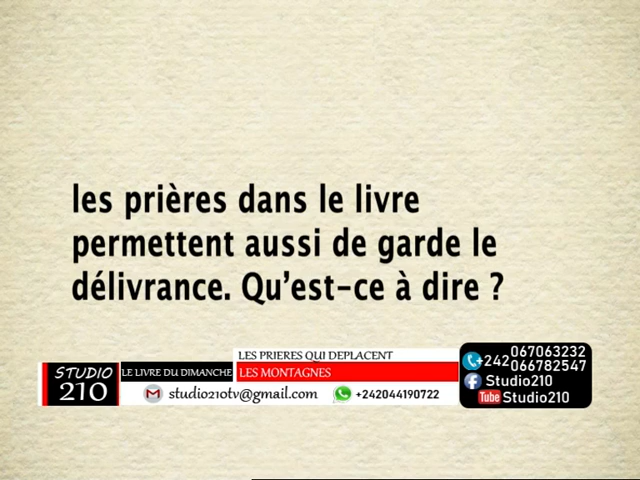 les prières dans le livre
permettent aussi de garde le
délivrance. Qu'est-ce à dire ?
LES PRIERES QUI DEPLACENT
STUDIO
210
LE LIVRE DU DIMANCHE
LES MONTAGNES
studio210tv@gmail.com
+242044190722
+242
067063232
066782547
Studio210
Tube Studio210